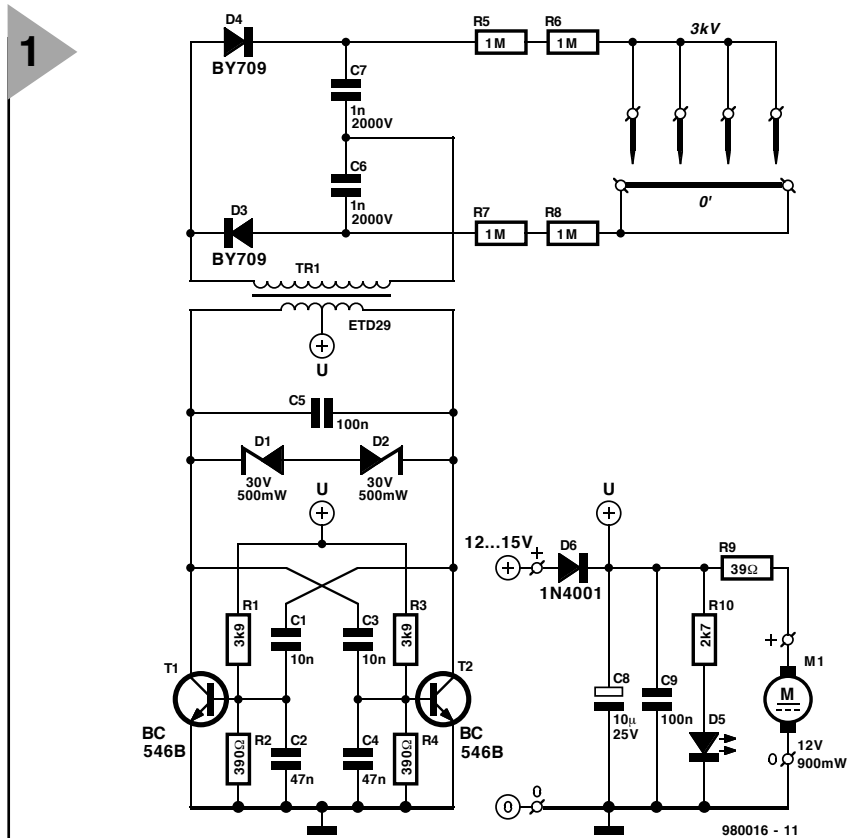 1
D4
BY709
R5
1M
R6
1M
3kV
C7
1n
2000V
C6
1n
2000V
0'
D3
BY709
R7
1M
R8
1M
TR1
ETD29
+
U
C5
100n
D1
30V
500mW
D2
30V
500mW
U
+
U
+
12...15V
+
+
D6
1N4001
R9
39Ω
R1
3k9
C1
10n
C3
10n
R3
3k9
R10
2k7
+
T1
T2
M1
M
BC
546B
R2
390Ω
C2
47n
C4
47n
R4
390Ω
BC
546B
C8
10µ
25V
C9
100n
D5
0
12V
900mW
0
0
980016 - 11